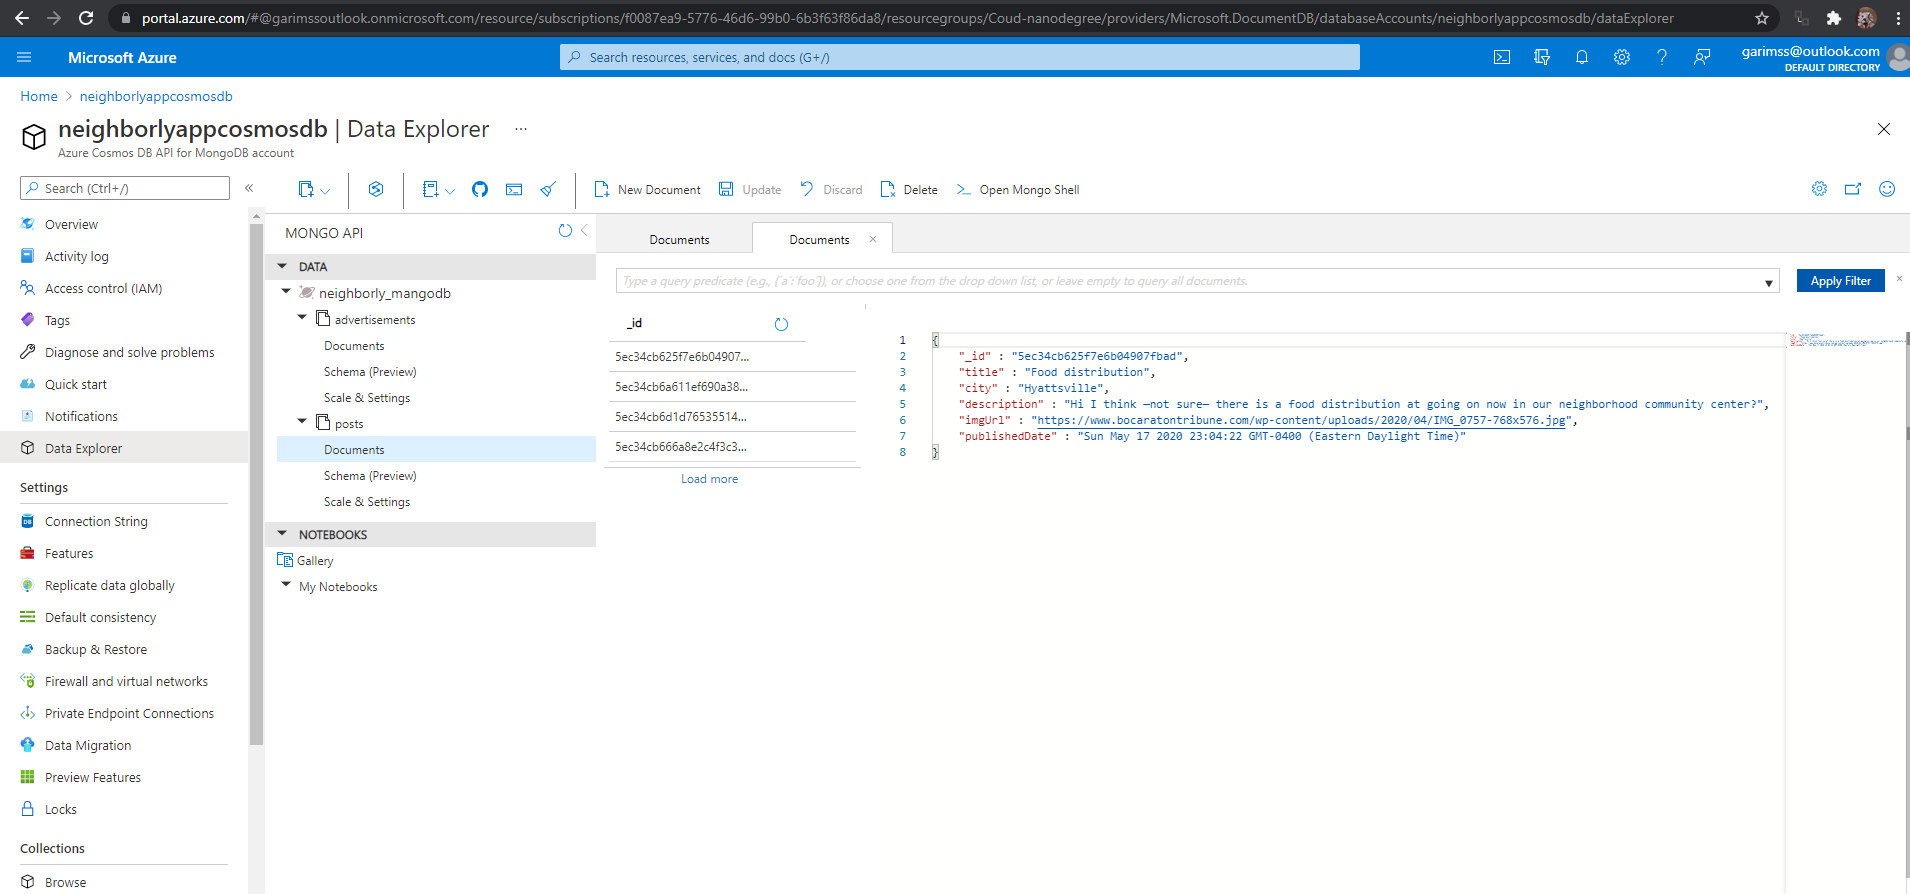 portal.azure.com/#@garimssoutlook.onmicrosoft.com/resource/subscriptions/f0087ea9-5776-46d6-99b0-6b3f63f86da8/resourcegroups/Coud-nanodegree/providers/Microsoft.DocumentDB/databaseAccounts/neighborlyappcosmosdb/dataExplorer
Microsoft Azure
Search resources, services, and docs (G+/)
garimss@outlook.com
DEFAULT DIRECTORY
Home > neighborlyappcosmosdb
neighborlyappcosmosdb | Data Explorer ...
Azure Cosmos DB API for MongoDB account
Search (Ctrl+/)
«
New Document
Update
Discard
Delete
Open Mongo Shell
Overview
Activity log
Access control (IAM)
Tags
Diagnose and solve problems
Quick start
Notifications
Data Explorer
Settings
Connection String
Features
Replicate data globally
Default consistency
Backup & Restore
Firewall and virtual networks
Private Endpoint Connections
Data Migration
Preview Features
Locks
Collections
Browse
MONGO API
DATA
neighborly_mangodb
advertisements
Documents
Schema (Preview)
Scale & Settings
posts
Documents
Schema (Preview)
Scale & Settings
NOTEBOOKS
Gallery
My Notebooks
Documents
Documents
Type a query predicate (e.g., {´a´:´foo´}), or choose one from the drop down list, or leave empty to query all documents.
Apply Filter
_id
5ec34cb625f7e6b04907...
5ec34cb6a611ef690a38...
5ec34cb6d1d76535514...
5ec34cb666a8e2c4f3c3...
Load more
1 {
2 "_id" : "5ec34cb625f7e6b04907fbad",
3 "title" : "Food distribution",
4 "city" : "Hyattsville",
5 "description" : "Hi I think —not sure— there is a food distribution at going on now in our neighborhood community center?",
6 "imgUrl" : "https://www.bocaratontribune.com/wp-content/uploads/2020/04/IMG_0757-768x576.jpg",
7 "publishedDate" : "Sun May 17 2020 23:04:22 GMT-0400 (Eastern Daylight Time)"
8 }